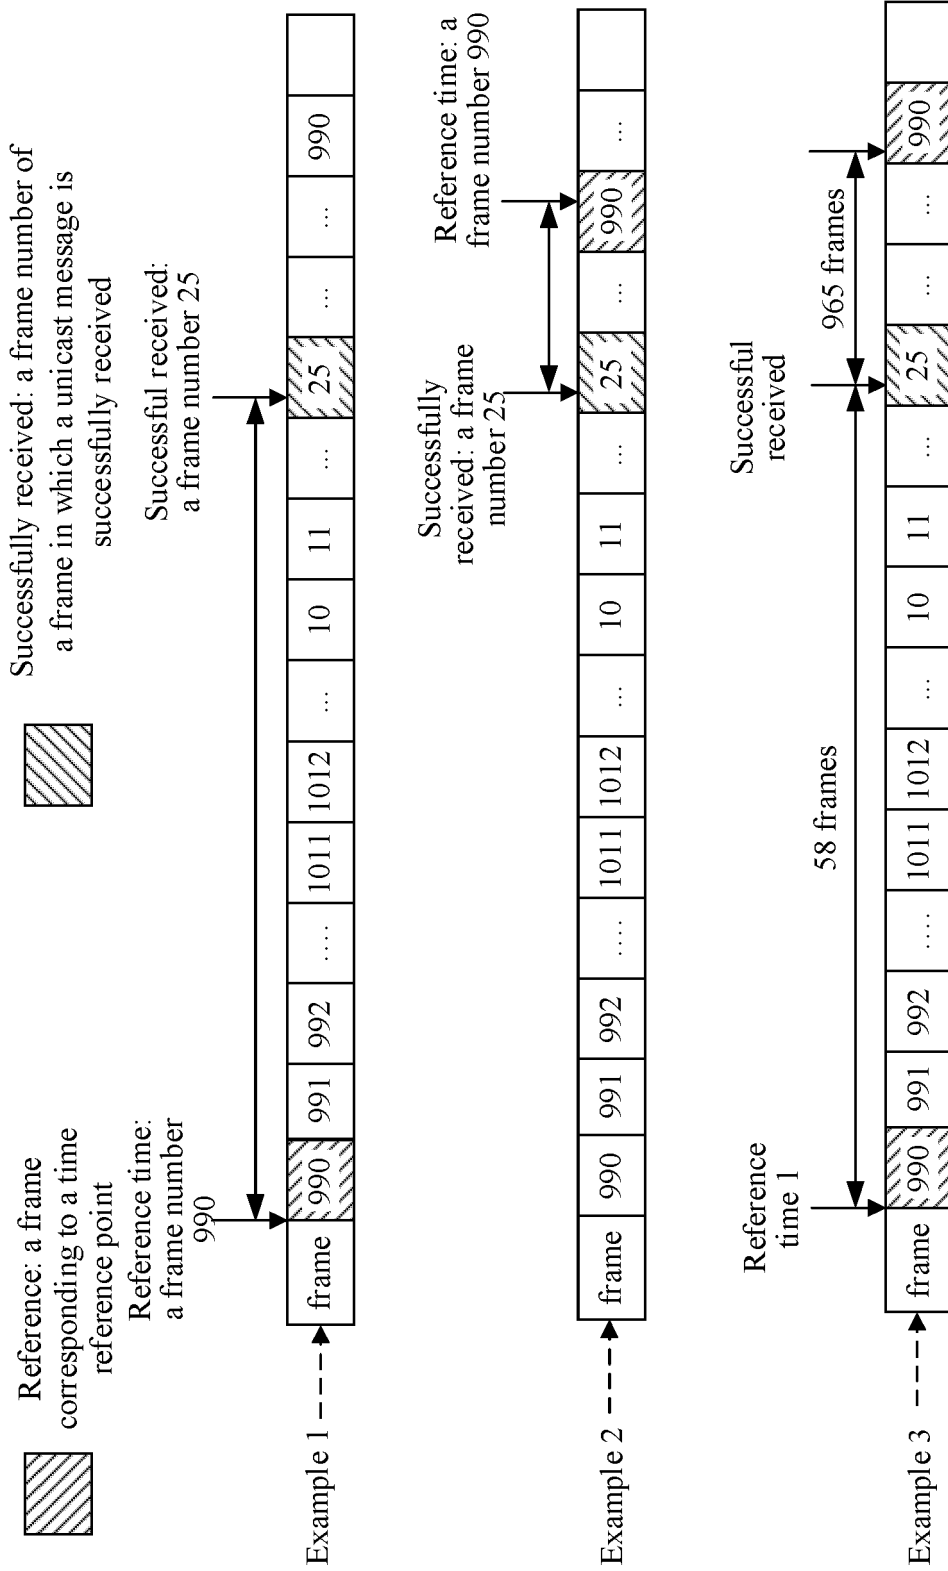 Reference: a frame
corresponding to a time
reference point
Successfully received: a frame number of
a frame in which a unicast message is
successfully received
Reference time:
a frame number
990
Successful received:
a frame number 25
Example 1
frame 990 991 992 .... 1011 1012 ... 10 11 ... 25 ... ... 990
Successfully
received: a frame
number 25
Reference time: a
frame number 990
Example 2
frame 990 991 992 .... 1011 1012 ... 10 11 ... 25 ... 990 ...
Reference
time 1
Successful
received
58 frames
965 frames
Example 3
frame 990 991 992 .... 1011 1012 ... 10 11 ... 25 ... ... 990